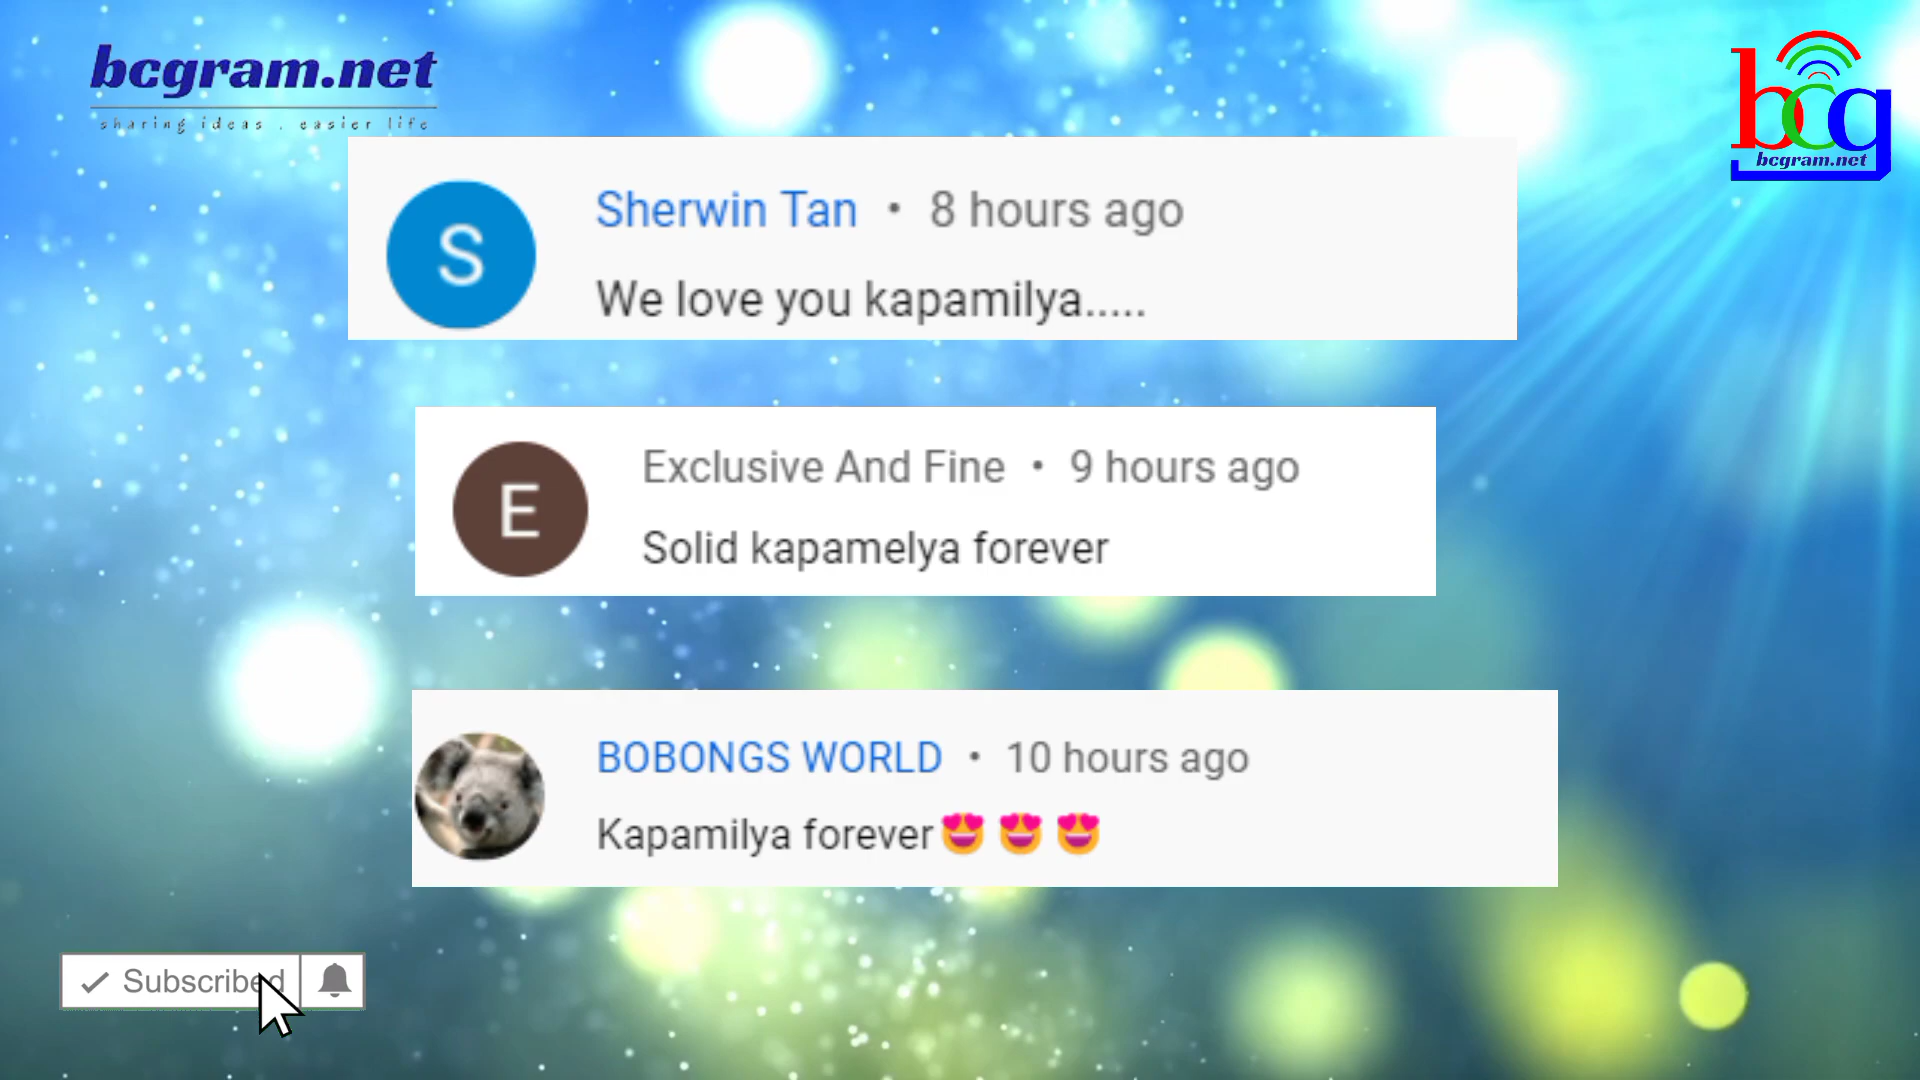 bcgram.net
sharing ideas . easier life
bcg
bcgram.net
S
Sherwin Tan • 8 hours ago
We love you kapamilya.....
E
Exclusive And Fine • 9 hours ago
Solid kapamelya forever
BOBONGS WORLD • 10 hours ago
Kapamilya forever😍😍😍
Subscribed